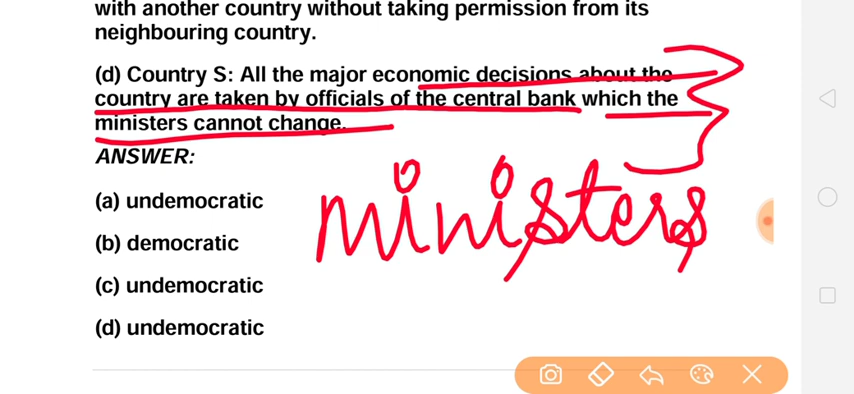 with another country without taking permission from its
neighbouring country.
(d) Country S: All the major economic decisions about the
country are taken by officials of the central bank which the
ministers cannot change.
ANSWER:
(a) undemocratic
ministers
(b) democratic
(c) undemocratic
(d) undemocratic